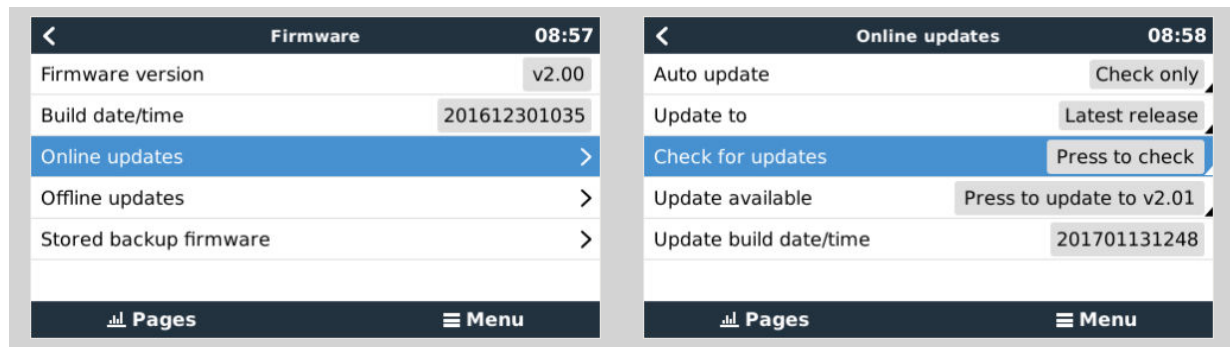 Firmware 08:57
Firmware version v2.00
Build date/time 201612301035
Online updates
Offline updates
Stored backup firmware
Pages Menu
Online updates 08:58
Auto update Check only
Update to Latest release
Check for updates Press to check
Update available Press to update to v2.01
Update build date/time 201701131248
Pages Menu